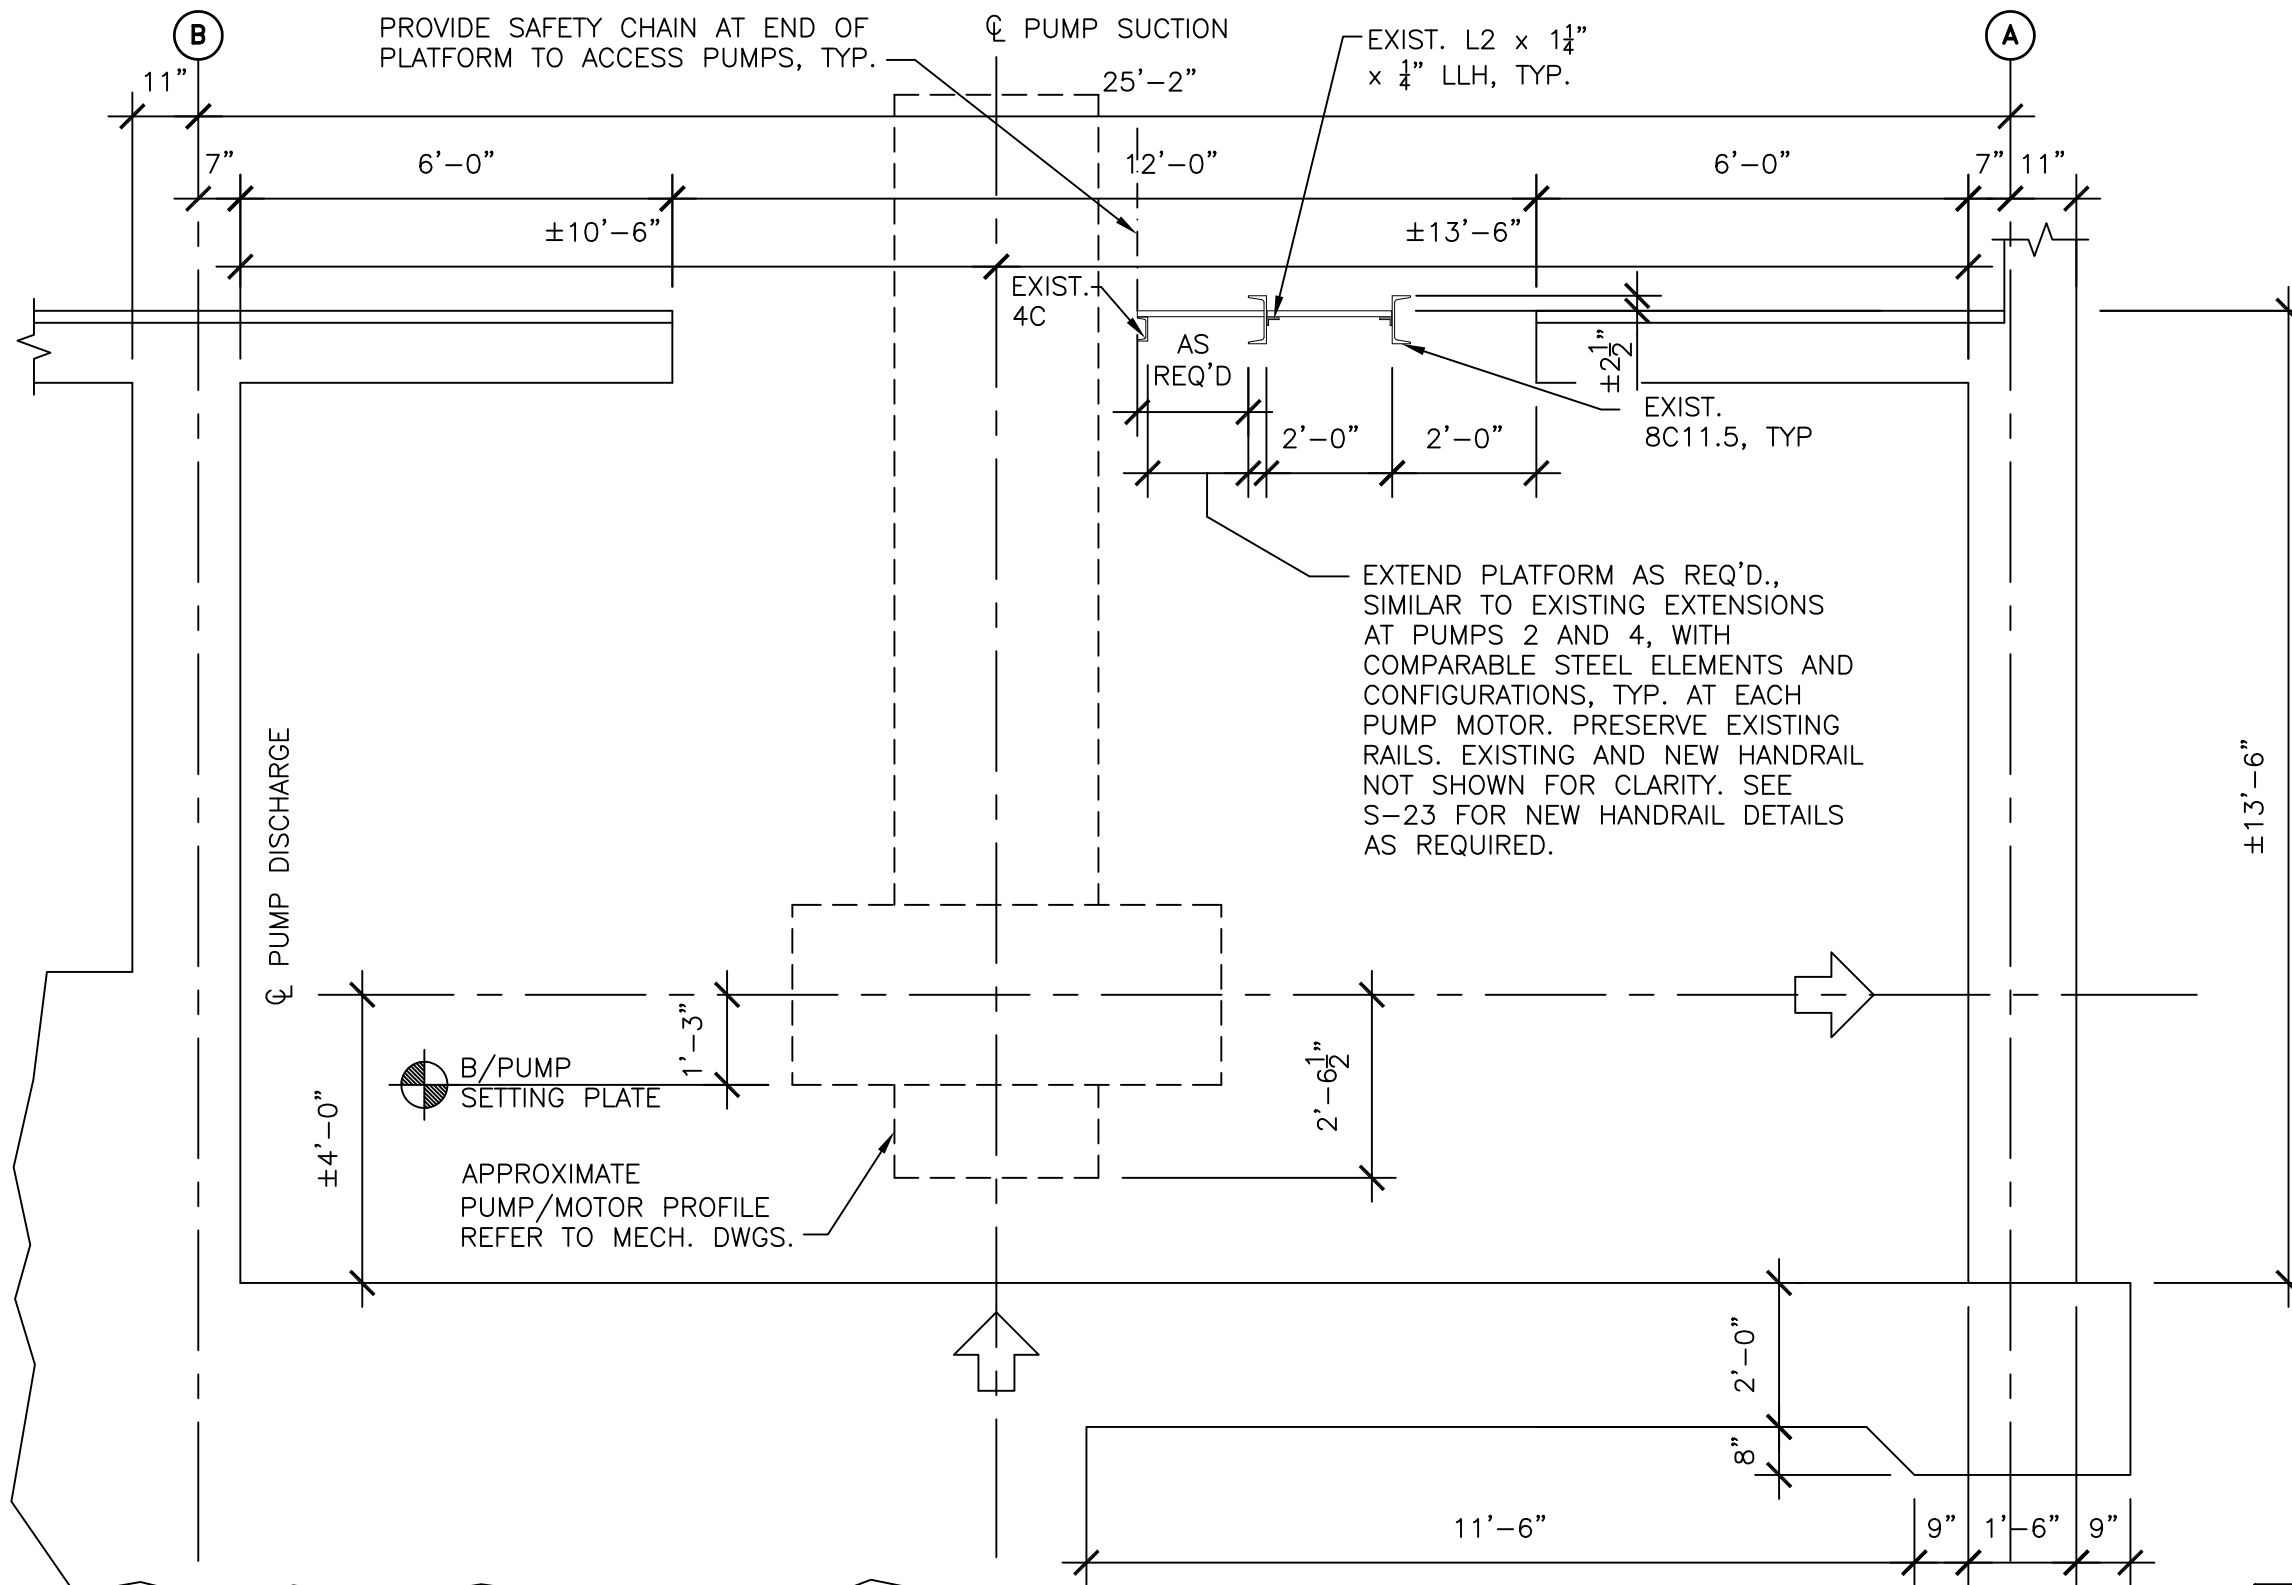 B
PROVIDE SAFETY CHAIN AT END OF
PLATFORM TO ACCESS PUMPS, TYP.
℄ PUMP SUCTION
EXIST. L2 x 1 1/4"
x 1/4" LLH, TYP.
A
11"
25'-2"
7"
6'-0"
12'-0"
6'-0"
7"
11"
±10'-6"
±13'-6"
EXIST.
4C
AS
REQ'D
±2 1/2"
EXIST.
8C11.5, TYP
2'-0"
2'-0"
EXTEND PLATFORM AS REQ'D.,
SIMILAR TO EXISTING EXTENSIONS
AT PUMPS 2 AND 4, WITH
COMPARABLE STEEL ELEMENTS AND
CONFIGURATIONS, TYP. AT EACH
PUMP MOTOR. PRESERVE EXISTING
RAILS. EXISTING AND NEW HANDRAIL
NOT SHOWN FOR CLARITY. SEE
S-23 FOR NEW HANDRAIL DETAILS
AS REQUIRED.
±13'-6"
℄ PUMP DISCHARGE
1'-3"
B/PUMP
SETTING PLATE
2'-6 1/2"
±4'-0"
APPROXIMATE
PUMP/MOTOR PROFILE
REFER TO MECH. DWGS.
2'-0"
8"
11'-6"
9"
1'-6"
9"